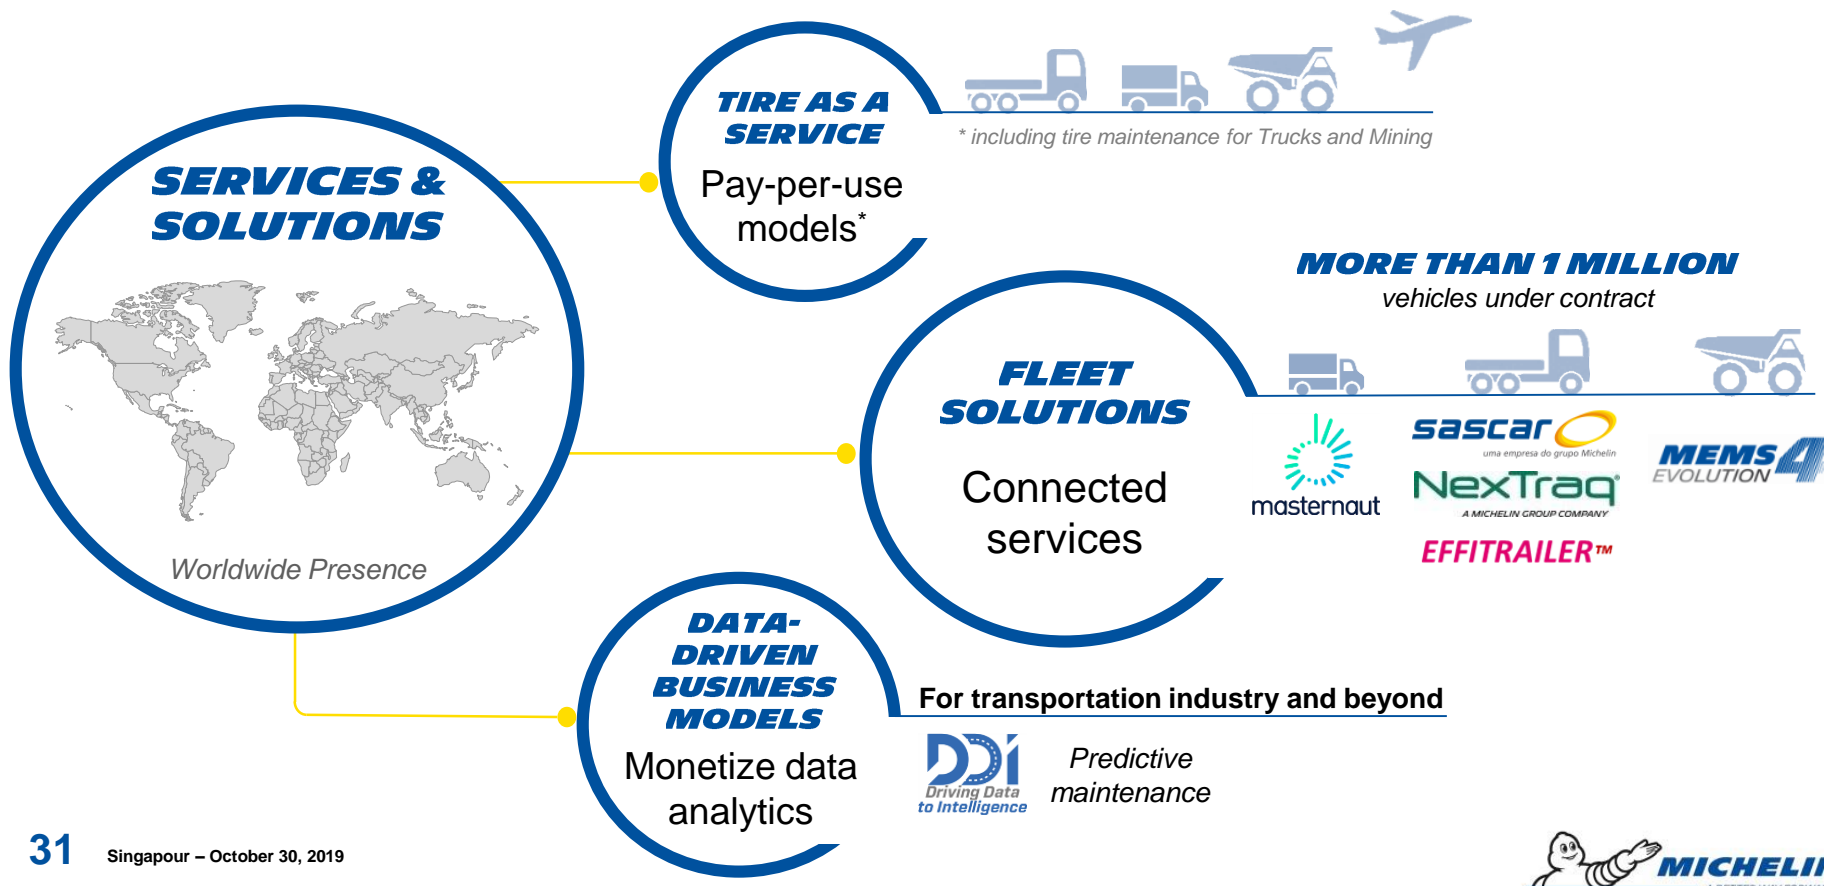 SERVICES &
SOLUTIONS
Worldwide Presence
TIRE AS A
SERVICE
Pay-per-use
models*
* including tire maintenance for Trucks and Mining
FLEET
SOLUTIONS
Connected
services
MORE THAN 1 MILLION
vehicles under contract
masternaut
sascar
uma empresa do grupo Michelin
NexTraq®
A MICHELIN GROUP COMPANY
EFFITRAILER™
MEMS 4
EVOLUTION
DATA-
DRIVEN
BUSINESS
MODELS
Monetize data
analytics
For transportation industry and beyond
DDi
Driving Data
to Intelligence
Predictive
maintenance
31
Singapour – October 30, 2019
MICHELIN